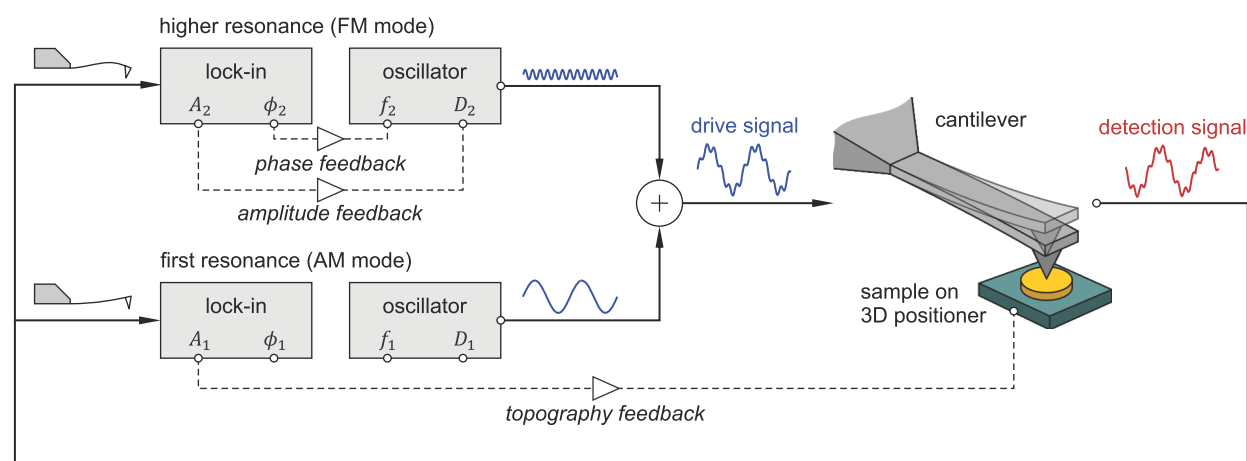 higher resonance (FM mode)
lock-in
oscillator
A₂ ϕ₂
f₂ D₂
phase feedback
amplitude feedback
drive signal
cantilever
detection signal
+
first resonance (AM mode)
lock-in
oscillator
A₁ ϕ₁
f₁ D₁
sample on
3D positioner
topography feedback